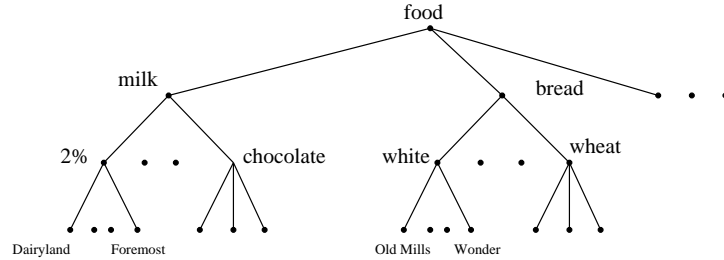 food
milk
bread
2%
chocolate
white
wheat
Dairyland
Foremost
Old Mills
Wonder